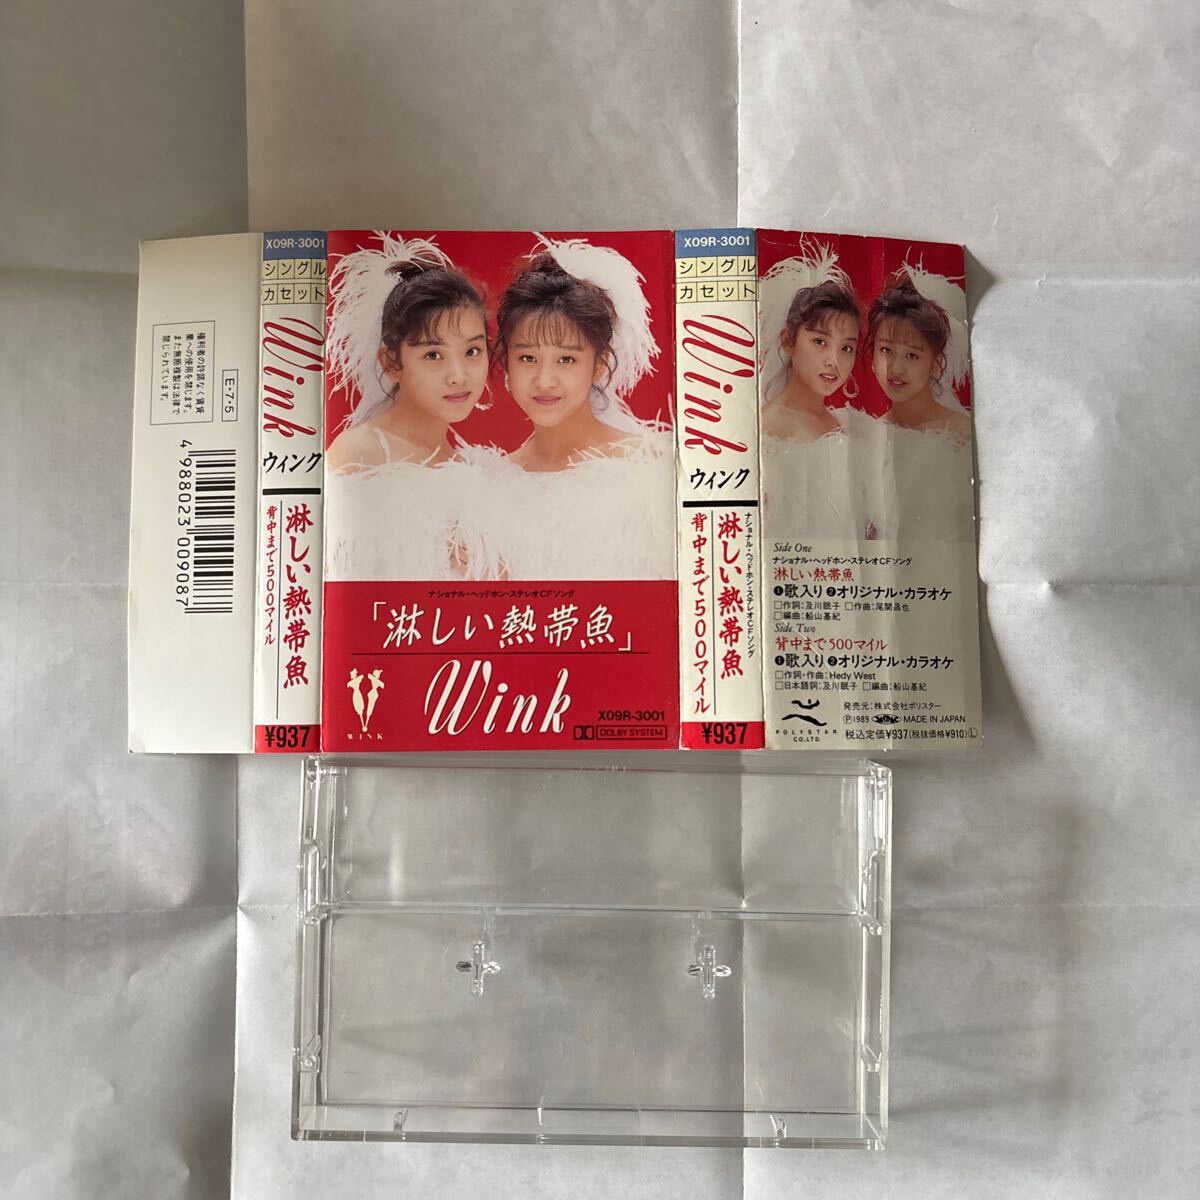 権利者の許諾なく賃貸
業への使用を禁じます。
また無断複製は法律で
禁じられています。
E・7・5
4 988023 009087
X09R-3001
シングル
カセット
Wink
ウィンク
淋しい熱帯魚
背中まで500マイル
¥937
ナショナル・ヘッドホン・ステレオCFソング
「淋しい熱帯魚」
Wink
WINK
X09R-3001
DOLBY SYSTEM
X09R-3001
シングル
カセット
Wink
ウィンク
ナショナル・ヘッドホン・ステレオCFソング
淋しい熱帯魚
背中まで500マイル
¥937
Side One
ナショナル・ヘッドホン・ステレオCFソング
淋しい熱帯魚
❶歌入り❷オリジナル・カラオケ
□作詞:及川眠子 □作曲:尾関昌也
□編曲:船山基紀
Side Two
背中まで500マイル
❶歌入り❷オリジナル・カラオケ
□作詞・作曲:Hedy West
□日本語詞:及川眠子 □編曲:船山基紀
POLYSTAR
CO.,LTD.
発売元:株式会社ポリスター
Ⓟ1989 MADE IN JAPAN
税込定価¥937(税抜価格¥910)Ⓛ